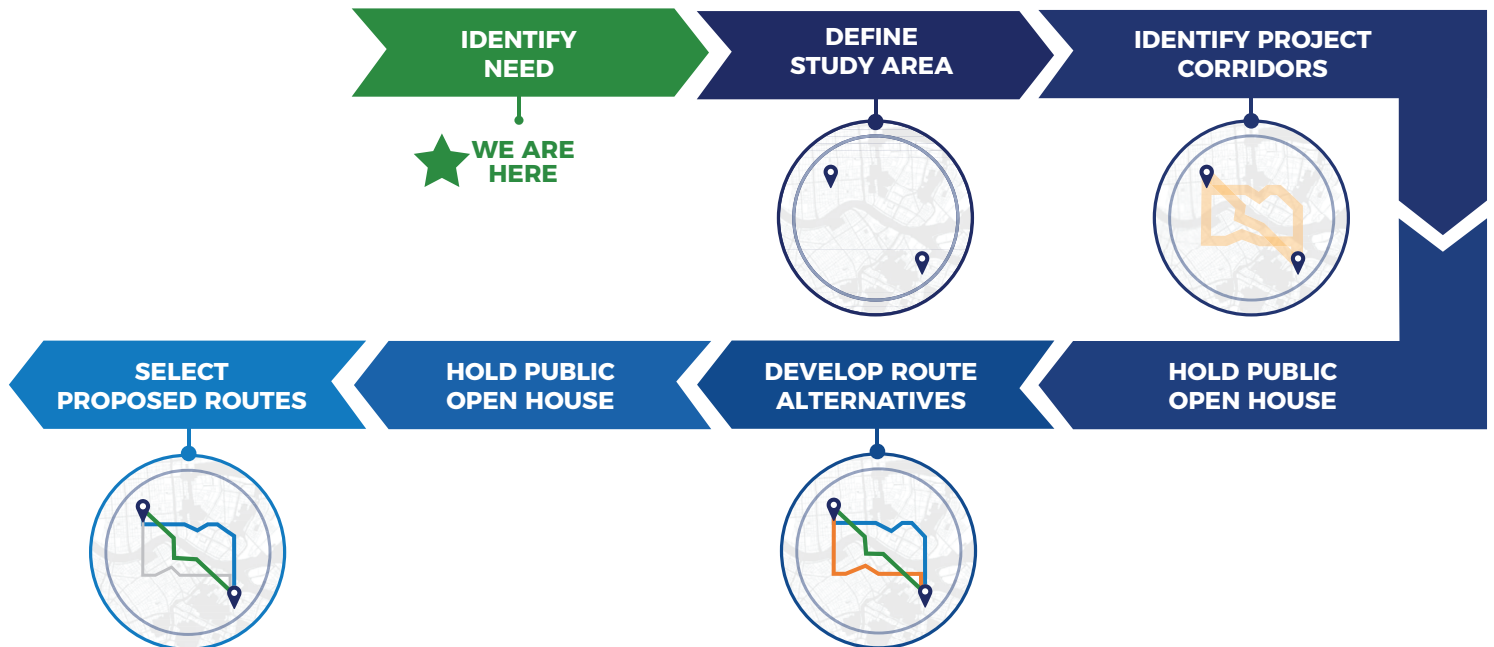 IDENTIFY
NEED
WE ARE
HERE
DEFINE
STUDY AREA
IDENTIFY PROJECT
CORRIDORS
HOLD PUBLIC
OPEN HOUSE
DEVELOP ROUTE
ALTERNATIVES
HOLD PUBLIC
OPEN HOUSE
SELECT
PROPOSED ROUTES